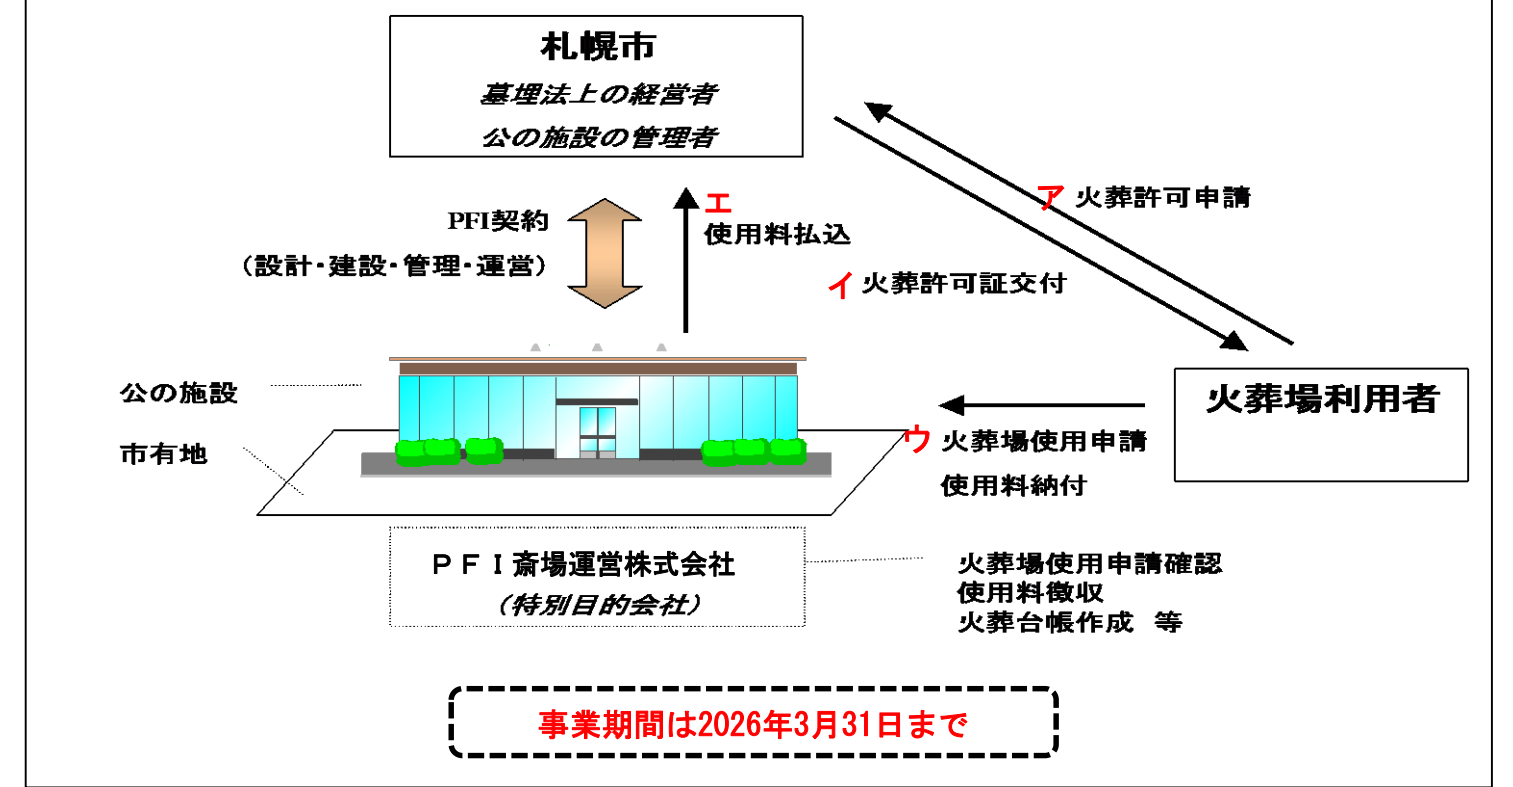 札幌市
墓埋法上の経営者
公の施設の管理者
ア 火葬許可申請
エ
使用料払込
PFI契約
（設計・建設・管理・運営）
イ 火葬許可証交付
公の施設
市有地
火葬場利用者
ウ 火葬場使用申請
使用料納付
ＰＦＩ斎場運営株式会社
（特別目的会社）
火葬場使用申請確認
使用料徴収
火葬台帳作成 等
事業期間は2026年3月31日まで